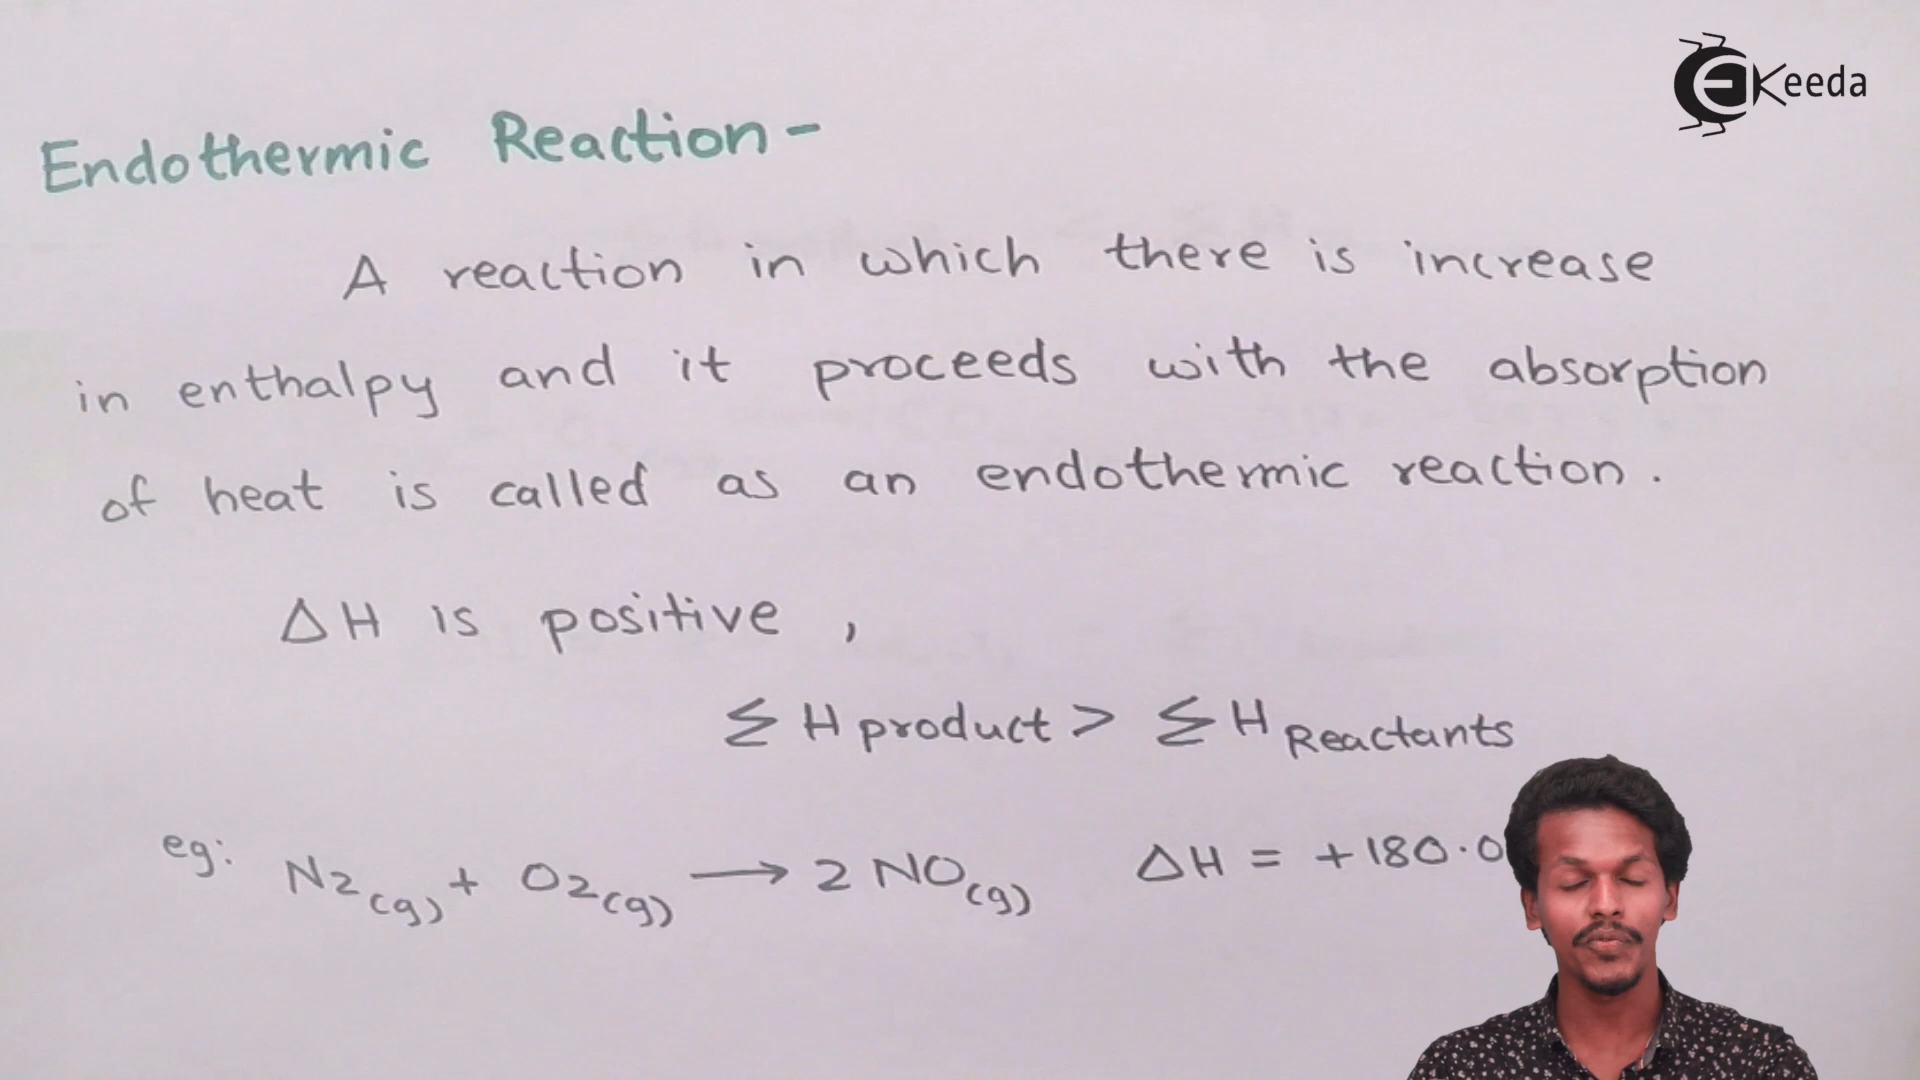 EKeeda
Endothermic Reaction-
A reaction in which there is increase
in enthalpy and it proceeds with the absorption
of heat is called as an endothermic reaction.
ΔH is positive,
Σ H product > Σ H Reactants
eg: N2(g) + O2(g) → 2 NO(g) ΔH = +180.0